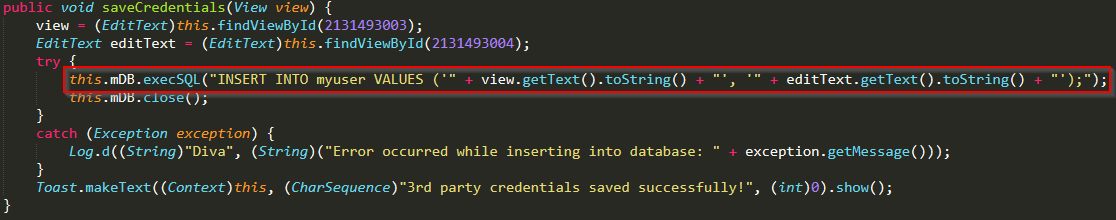 public void saveCredentials(View view) {
    view = (EditText)this.findViewById(2131493003);
    EditText editText = (EditText)this.findViewById(2131493004);
    try {
        this.mDB.execSQL("INSERT INTO myuser VALUES ('" + view.getText().toString() + "', '" + editText.getText().toString() + "');");
        this.mDB.close();
    }
    catch (Exception exception) {
        Log.d((String)"Diva", (String)("Error occurred while inserting into database: " + exception.getMessage()));
    }
    Toast.makeText((Context)this, (CharSequence)"3rd party credentials saved successfully!", (int)0).show();
}